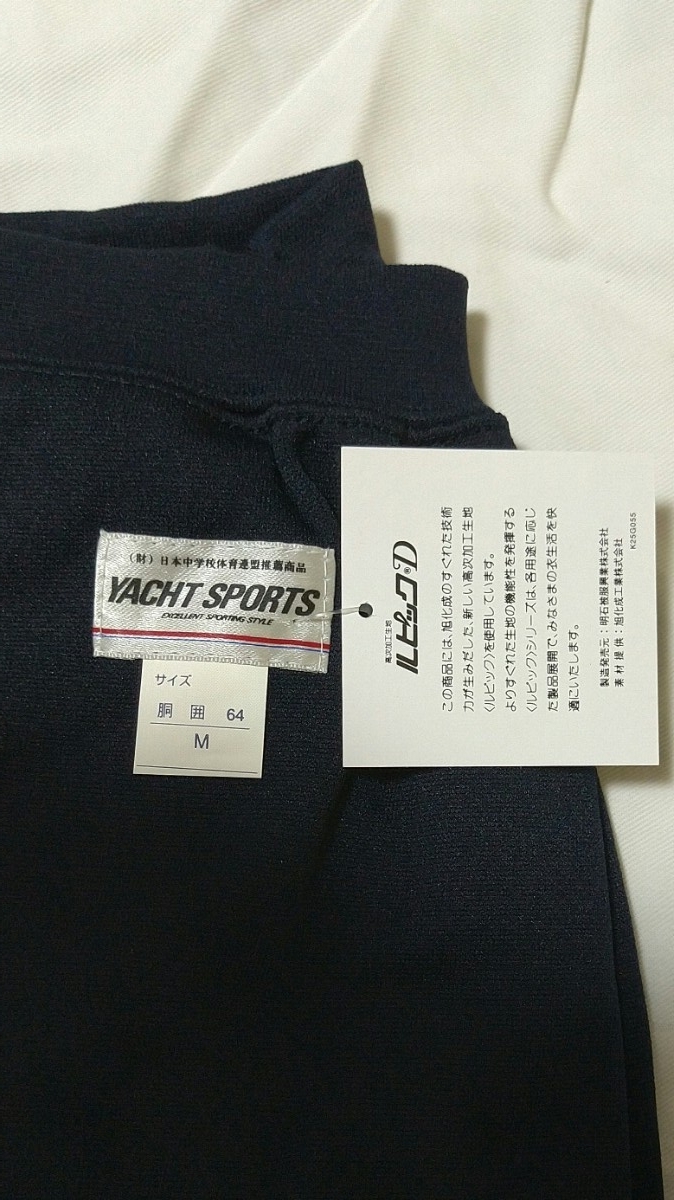 （財）日本中学校体育連盟推薦商品
YACHT SPORTS
EXCELLENT SPORTING STYLE
サイズ
胴囲 64
M
高次加工生地
ルビック®D
この商品には、旭化成のすぐれた技術
力が生みだした、新しい高次加工生地
〈ルビック〉を使用しています。
よりすぐれた生地の機能性を発揮する
〈ルビック〉シリーズは、各用途に応じ
た製品展開で、みなさまの衣生活を快
適にいたします。
製造発売元：明石被服興業株式会社
素材提供：旭化成工業株式会社
K25G055